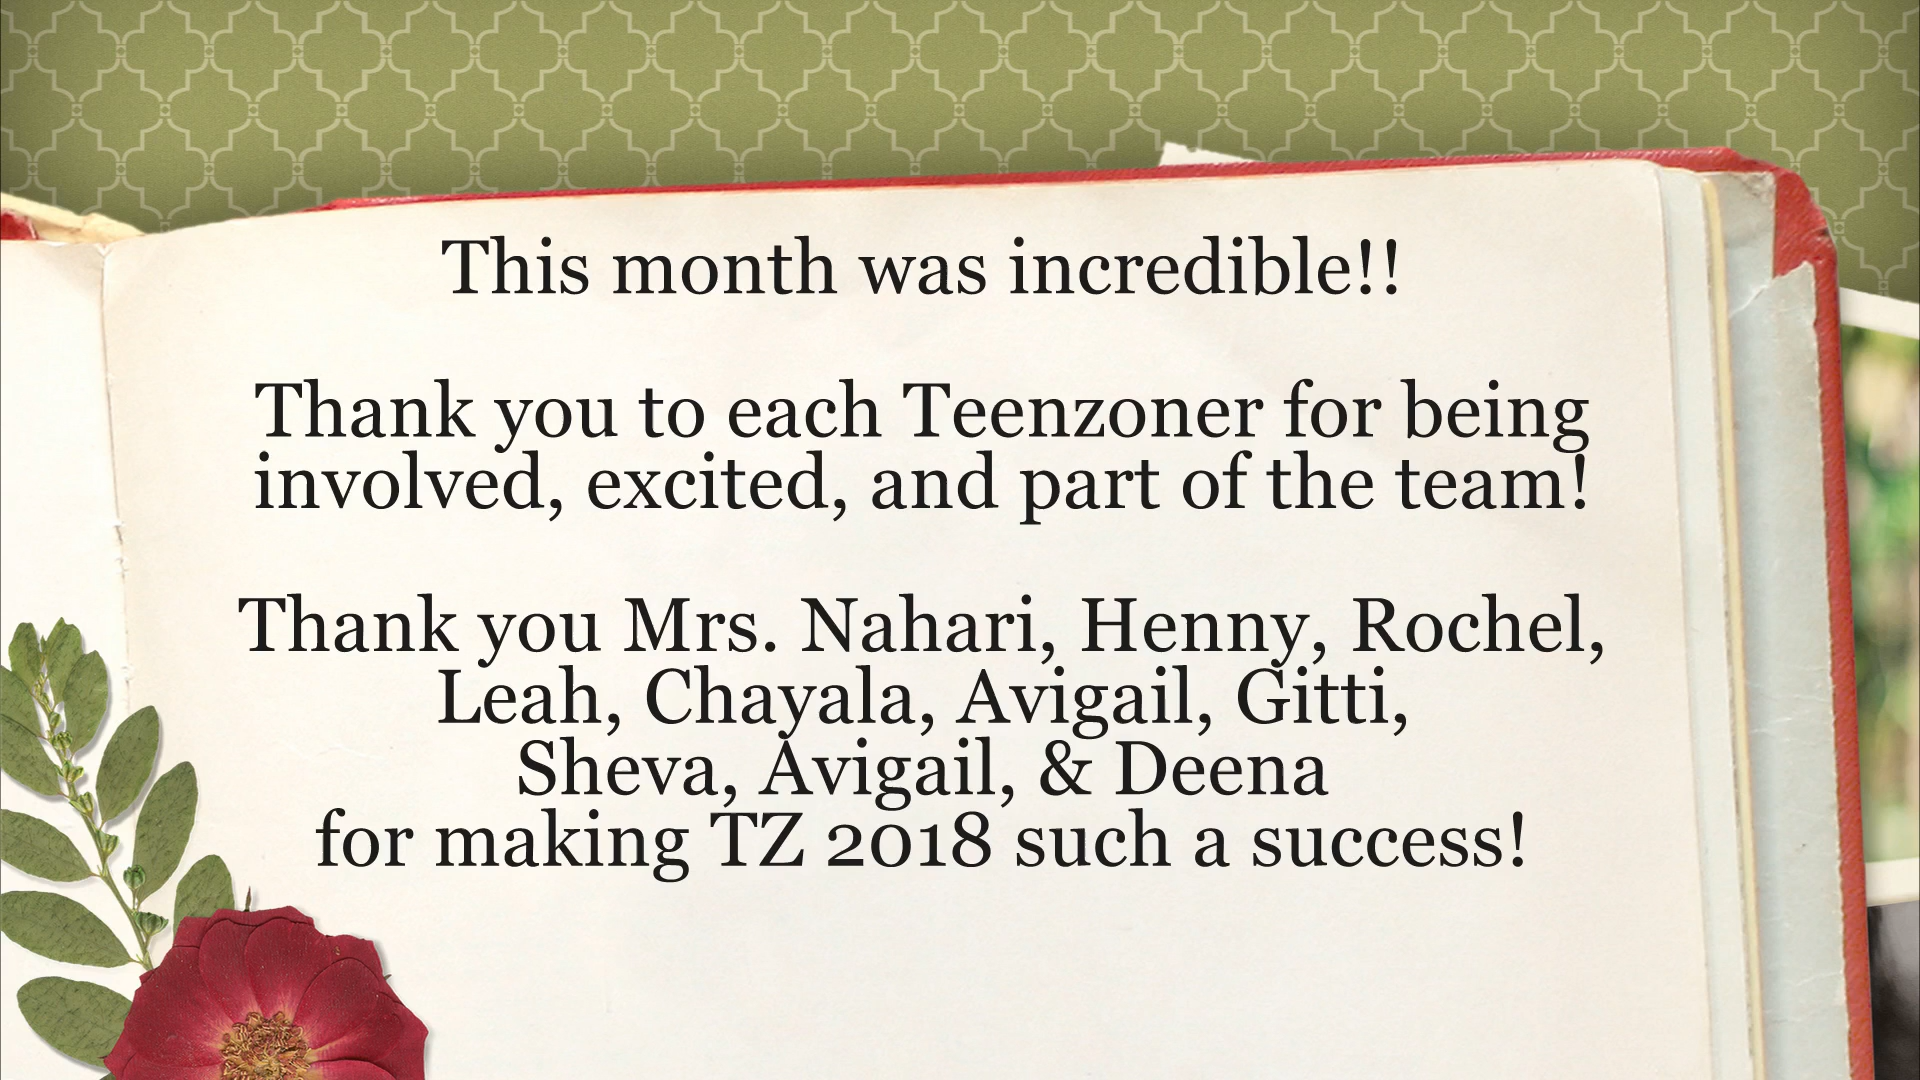 This month was incredible!!
Thank you to each Teenzoner for being
involved, excited, and part of the team!
Thank you Mrs. Nahari, Henny, Rochel,
Leah, Chayala, Avigail, Gitti,
Sheva, Avigail, & Deena
for making TZ 2018 such a success!